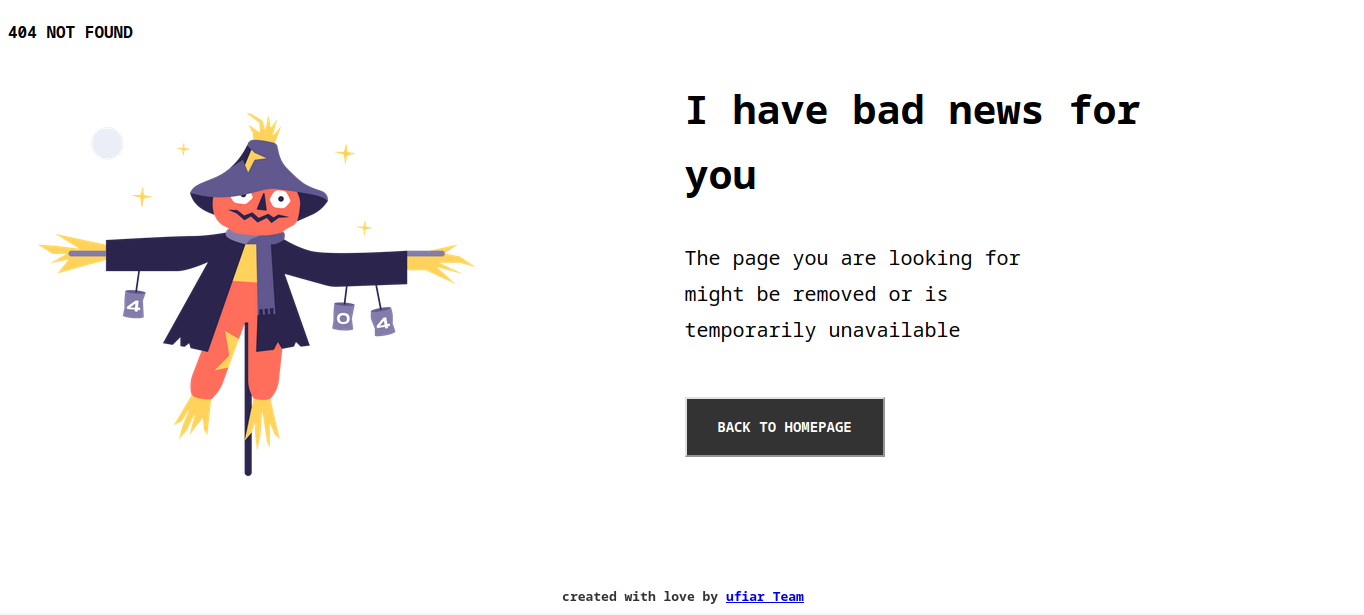 404 NOT FOUND
I have bad news for
you
The page you are looking for
might be removed or is
temporarily unavailable
4
0
4
BACK TO HOMEPAGE
created with love by ufiar Team